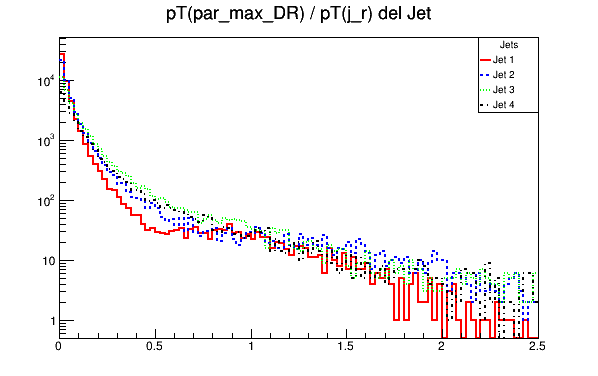 pT(par_max_DR) / pT(j_r) del Jet
Jets
Jet 1
Jet 2
Jet 3
Jet 4
10⁴
10³
10²
10
1
0 0.5 1 1.5 2 2.5